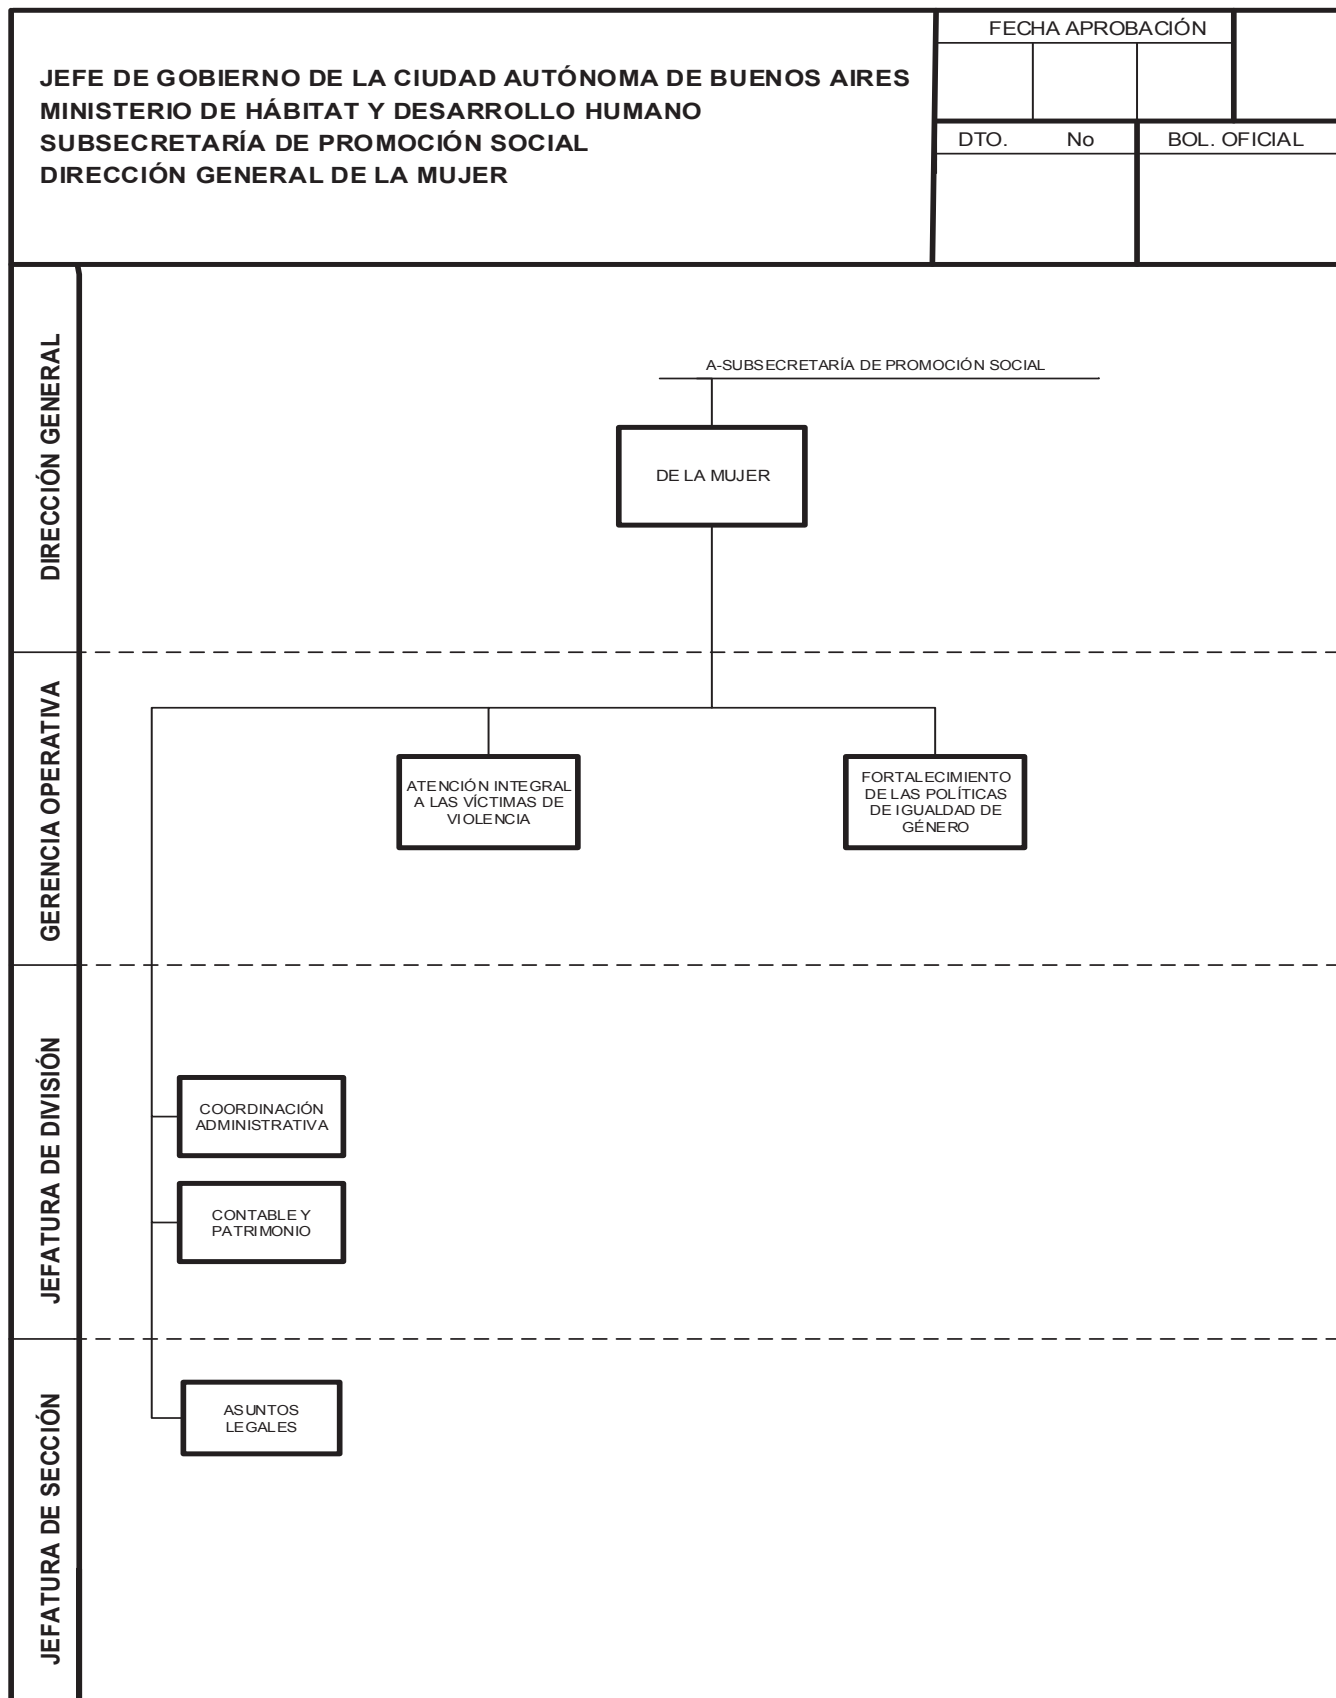 JEFE DE GOBIERNO DE LA CIUDAD AUTÓNOMA DE BUENOS AIRES
MINISTERIO DE HÁBITAT Y DESARROLLO HUMANO
SUBSECRETARÍA DE PROMOCIÓN SOCIAL
DIRECCIÓN GENERAL DE LA MUJER
FECHA APROBACIÓN
DTO. No
BOL. OFICIAL
DIRECCIÓN GENERAL
A-SUBSECRETARÍA DE PROMOCIÓN SOCIAL
DE LA MUJER
GERENCIA OPERATIVA
ATENCIÓN INTEGRAL
A LAS VÍCTIMAS DE
VIOLENCIA
FORTALECIMIENTO
DE LAS POLÍTICAS
DE IGUALDAD DE
GÉNERO
JEFATURA DE DIVISIÓN
COORDINACIÓN
ADMINISTRATIVA
CONTABLE Y
PATRIMONIO
JEFATURA DE SECCIÓN
ASUNTOS
LEGALES